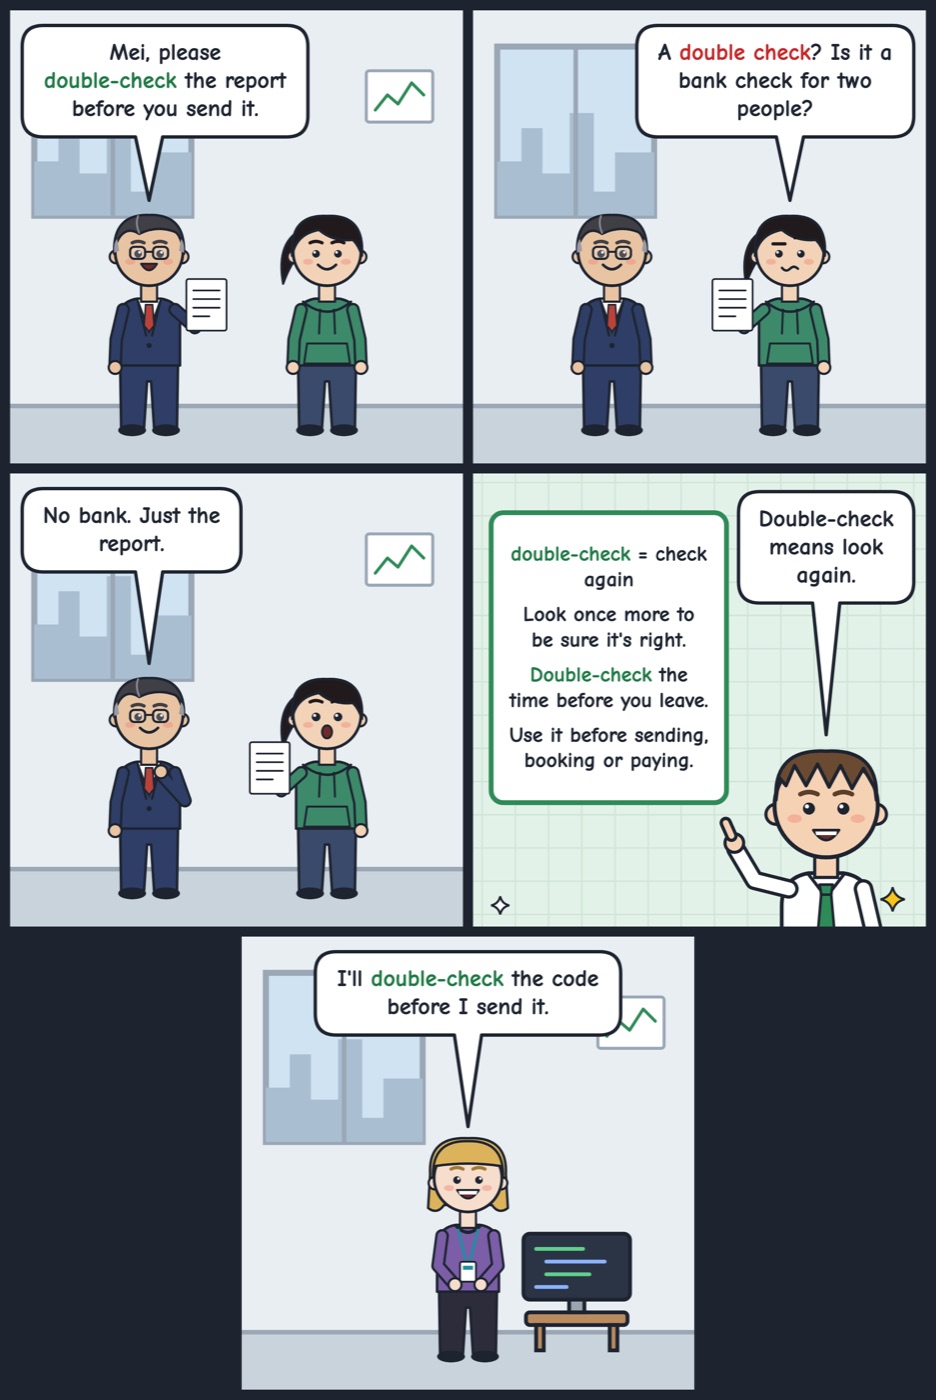 Mei, please
double-check the report
before you send it.
A double check? Is it a
bank check for two
people?
No bank. Just the
report.
double-check = check
again
Look once more to
be sure it's right.
Double-check the
time before you leave.
Use it before sending,
booking or paying.
Double-check
means look
again.
I'll double-check the code
before I send it.